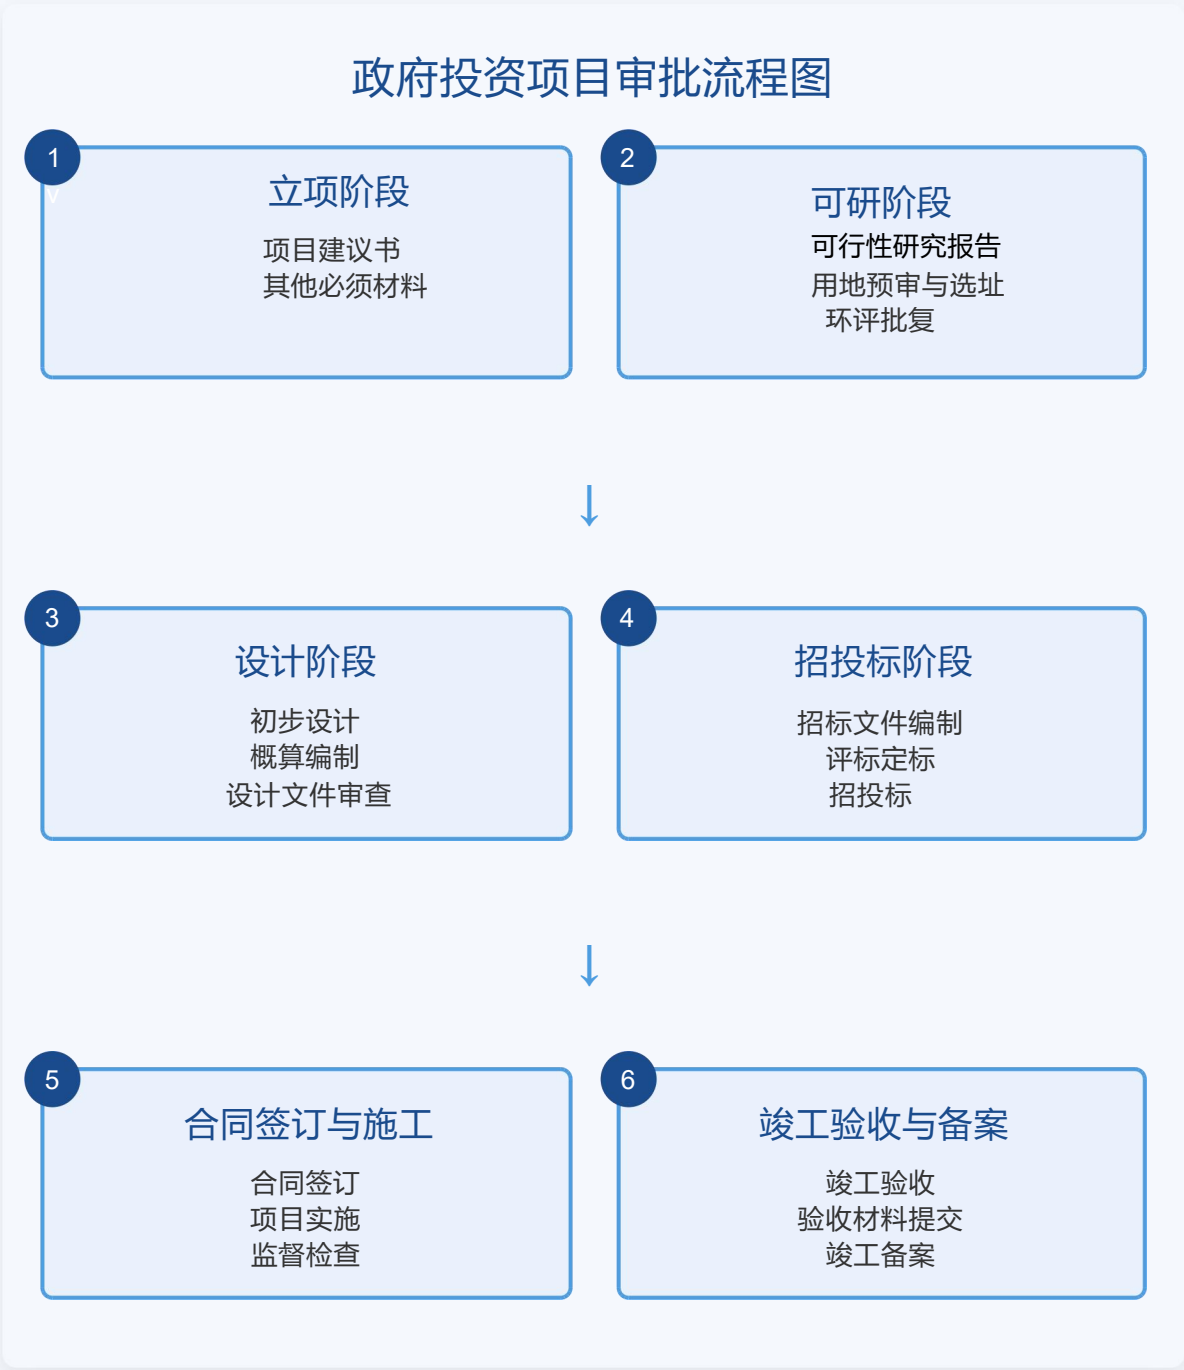 政府投资项目审批流程图
1
v
立项阶段
项目建议书
其他必须材料
2
可研阶段
可行性研究报告
用地预审与选址
环评批复
↓
3
设计阶段
初步设计
概算编制
设计文件审查
4
招投标阶段
招标文件编制
评标定标
招投标
↓
5
合同签订与施工
合同签订
项目实施
监督检查
6
竣工验收与备案
竣工验收
验收材料提交
竣工备案